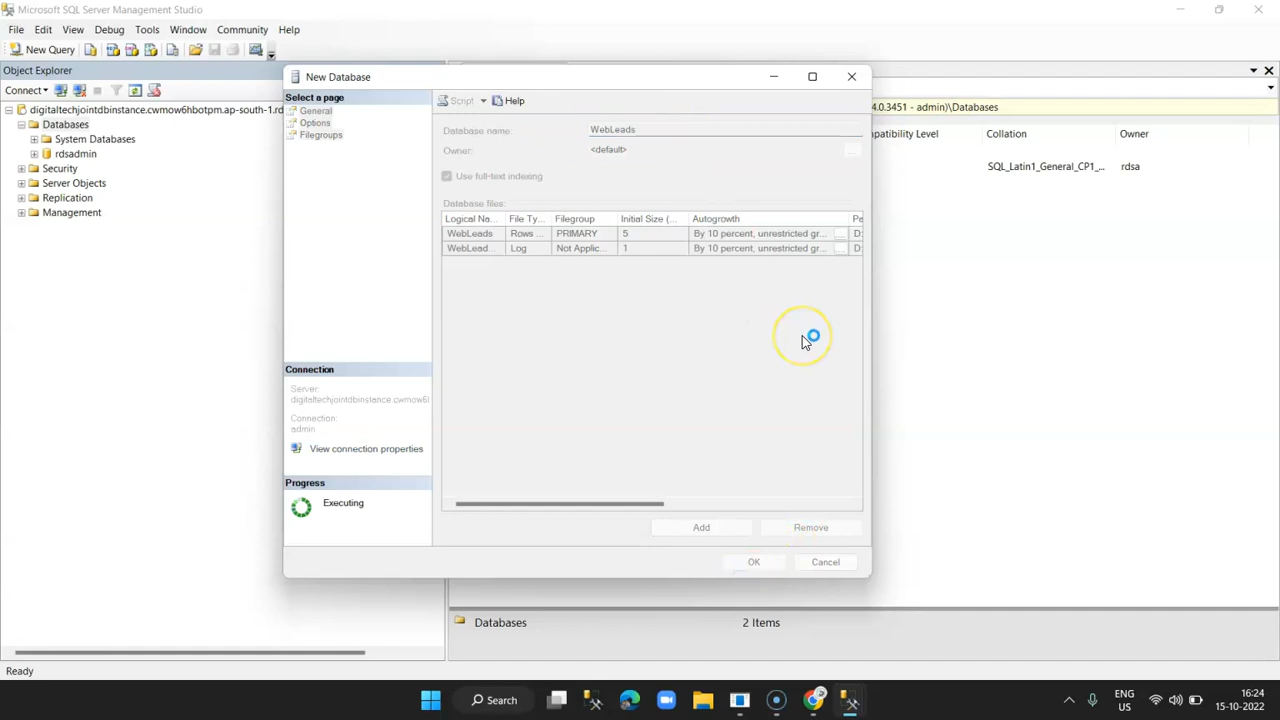 Microsoft SQL Server Management Studio
File Edit View Debug Tools Window Community Help
New Query
Object Explorer
Connect
digitaltechjointdbinstance.cwmow6hbotpm.ap-south-1.rd
Databases
System Databases
rdsadmin
Security
Server Objects
Replication
Management
New Database
Select a page
General
Options
Filegroups
Script Help
Database name: WebLeads
Owner: <default>
...
Use full-text indexing
Database files:
Logical Na... File Ty... Filegroup Initial Size (... Autogrowth Pa
WebLeads Rows ... PRIMARY 5 By 10 percent, unrestricted gr... ... D:
WebLead... Log Not Applic... 1 By 10 percent, unrestricted gr... ... D:
Connection
Server:
digitaltechjointdbinstance.cwmow6h
Connection:
admin
View connection properties
Progress
Executing
Add Remove
OK Cancel
4.0.3451 - admin)\Databases
patibility Level Collation Owner
SQL_Latin1_General_CP1_... rdsa
Databases 2 Items
Ready
Search
ENG
US
16:24
15-10-2022